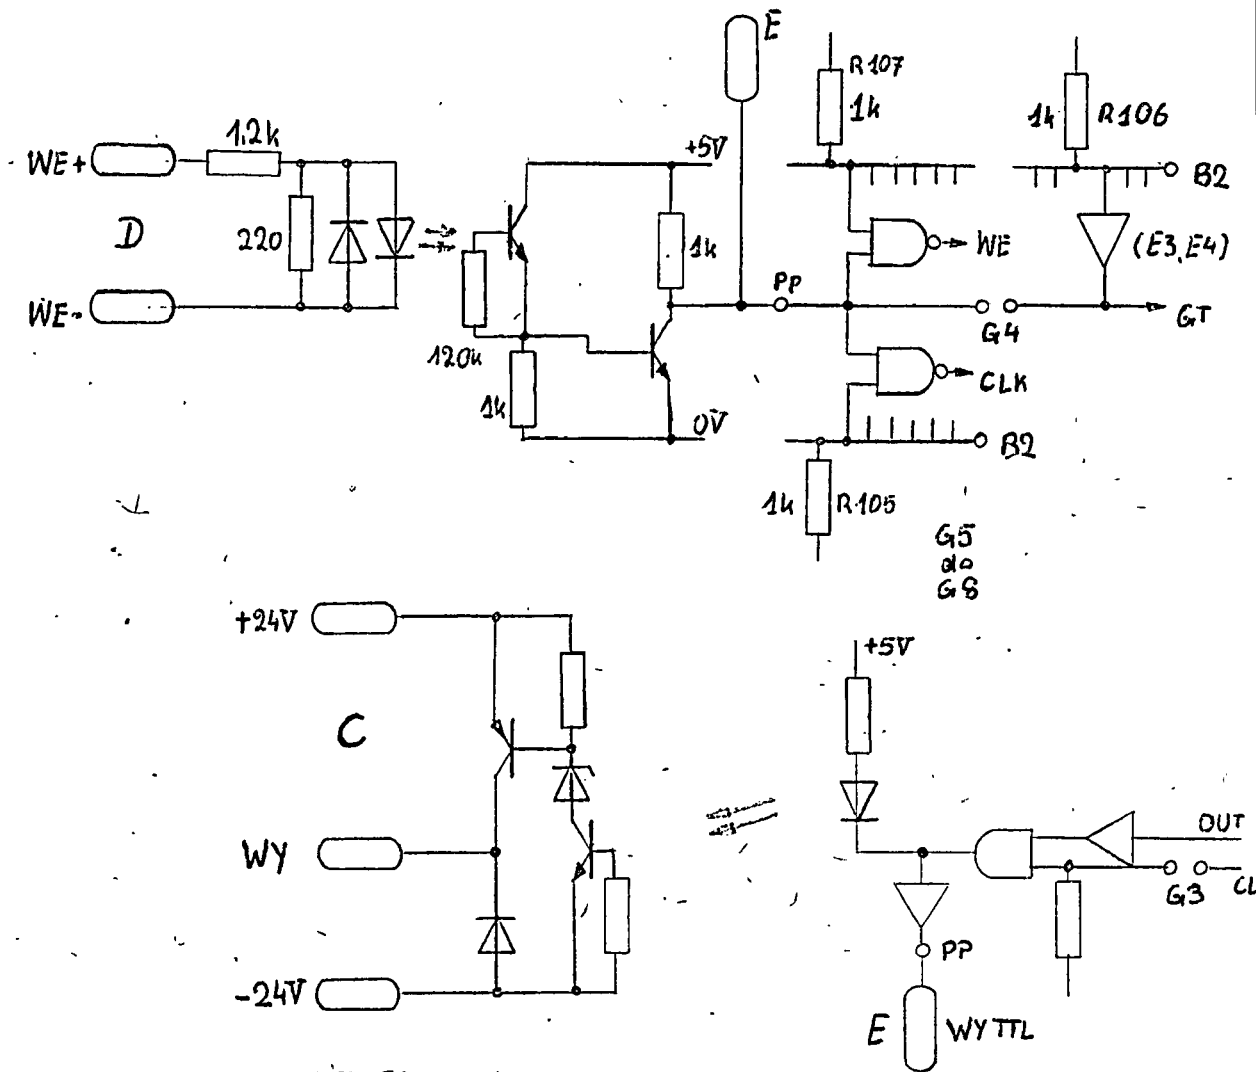 E
R107
1k
1k
R106
1.2k
WE+
+5V
B2
D
220
1k
WE
(E3,E4)
PP
WE-
G4
GT
120k
1k
CLK
0V
B2
1k
R105
G5
do
G8
+24V
+5V
C
OUT
WY
G3
CL
PP
-24V
E
WY TTL